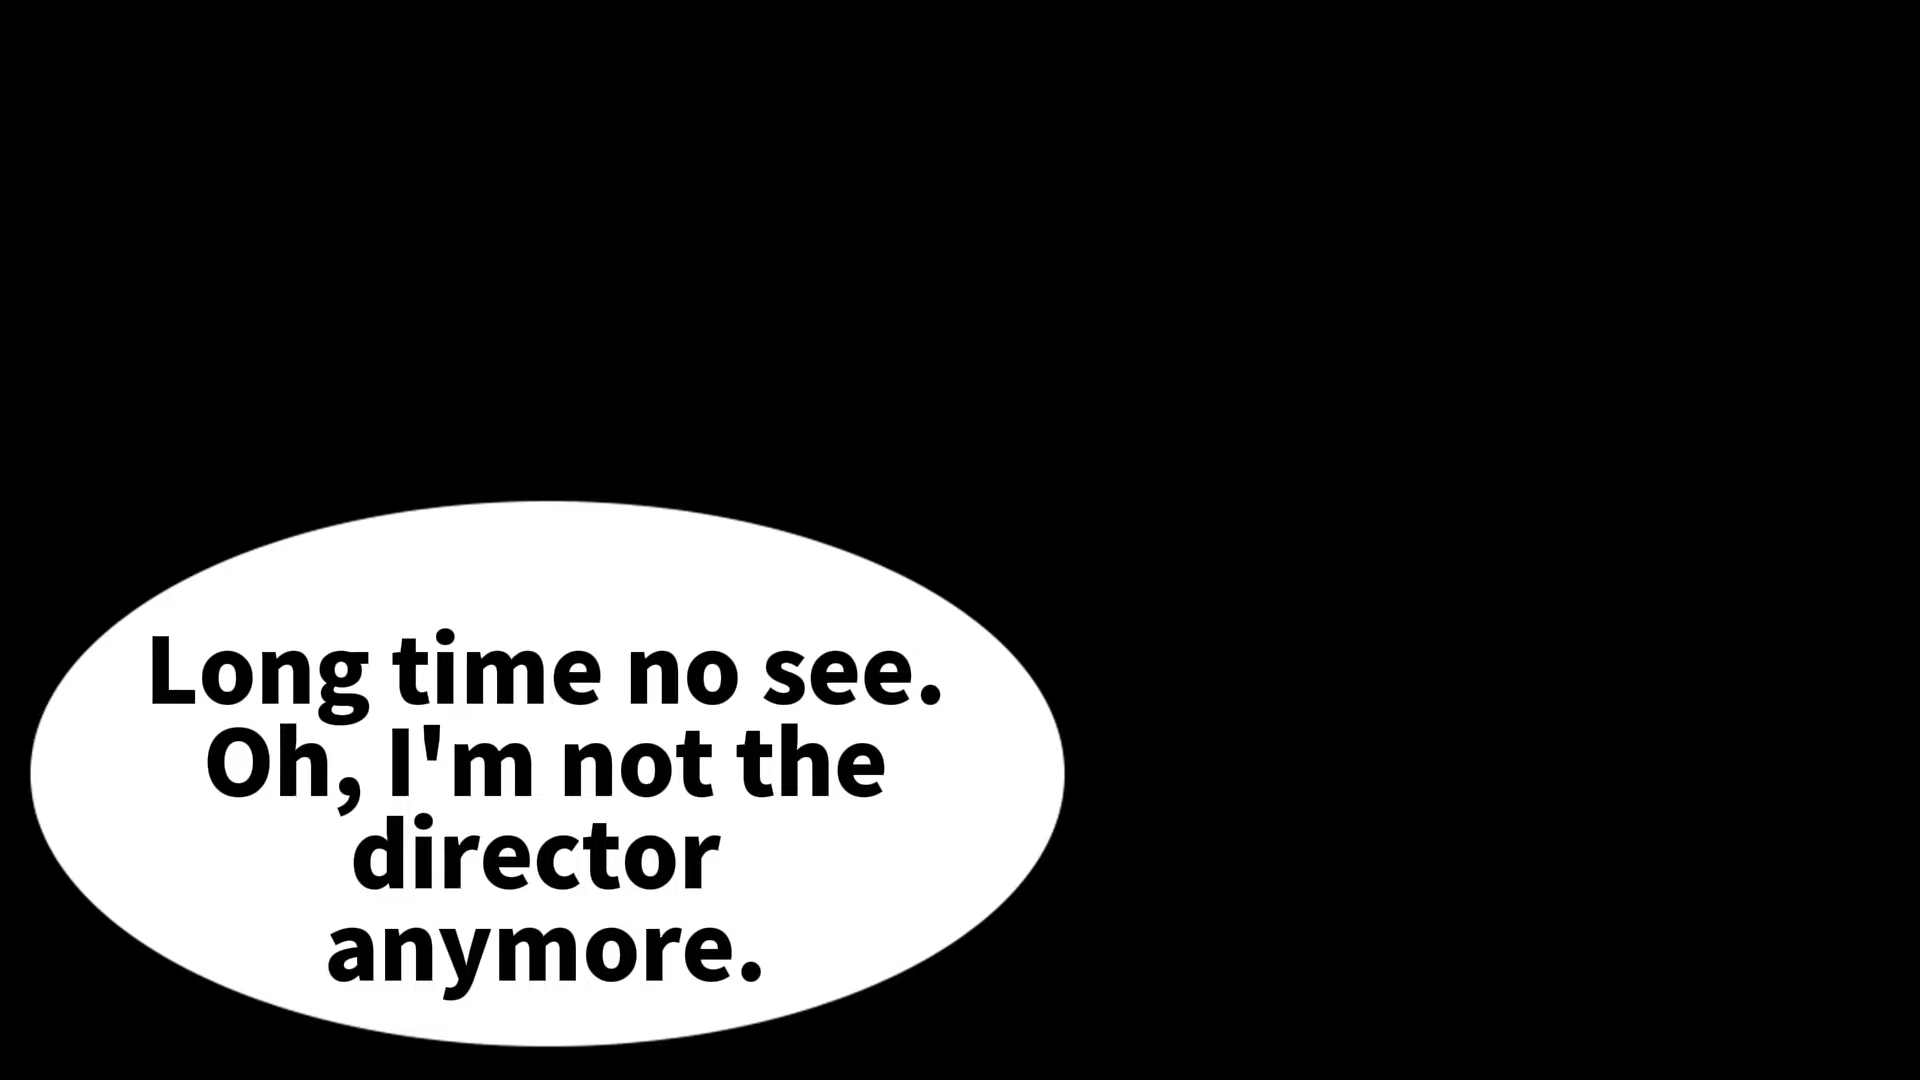 Long time no see.
Oh, I'm not the
director
anymore.